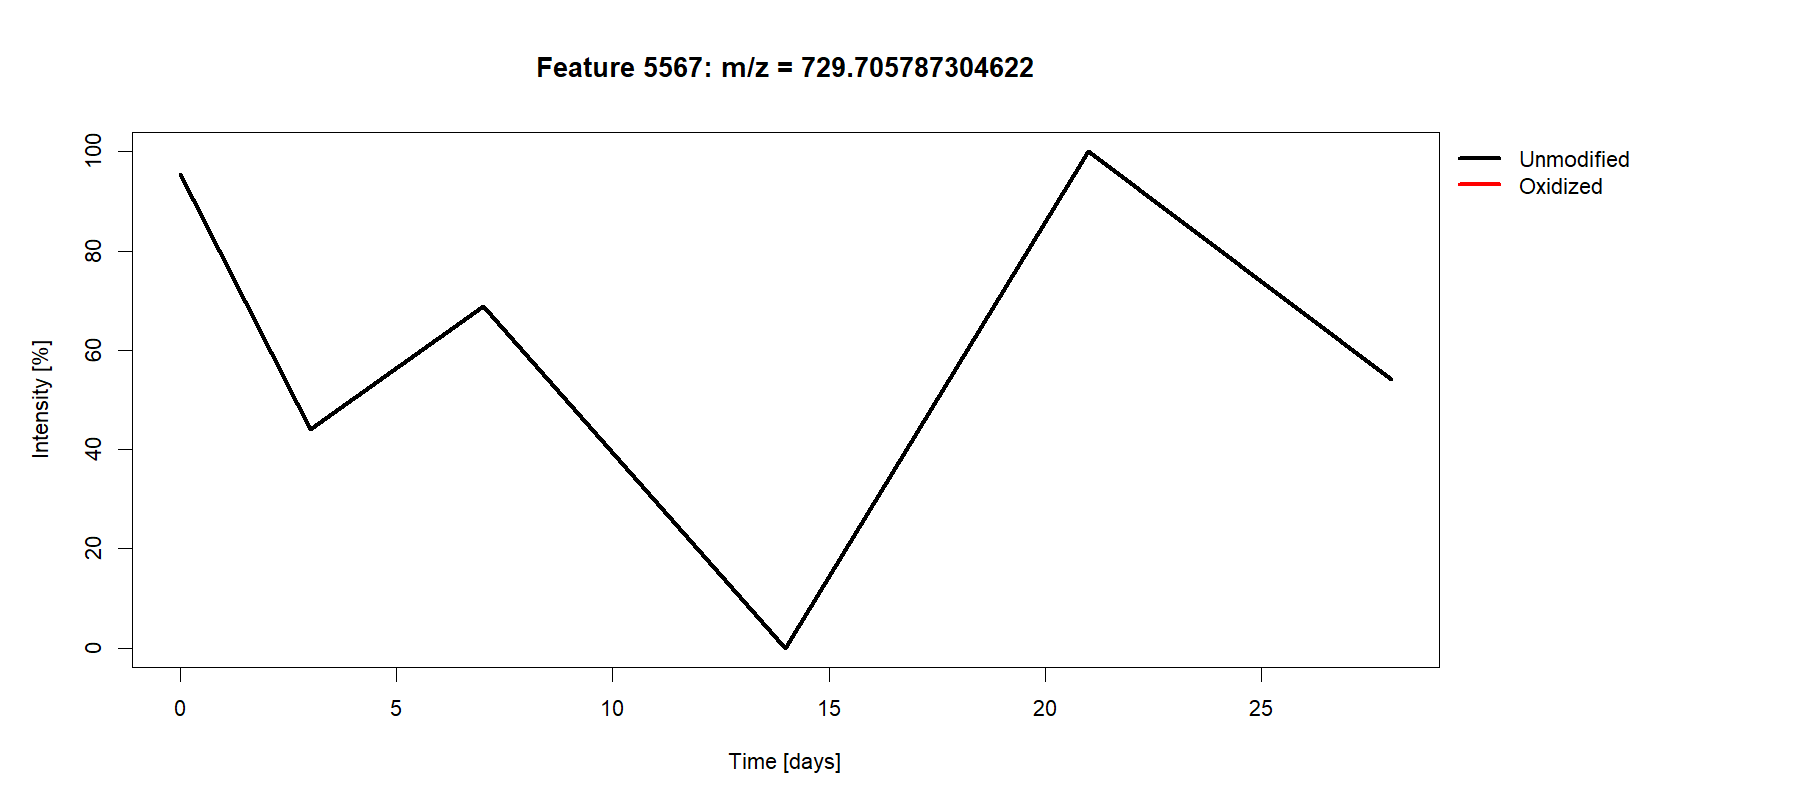 Feature 5567: m/z = 729.705787304622
Unmodified
Oxidized
Intensity [%]
100
80
60
40
20
0
0 5 10 15 20 25
Time [days]